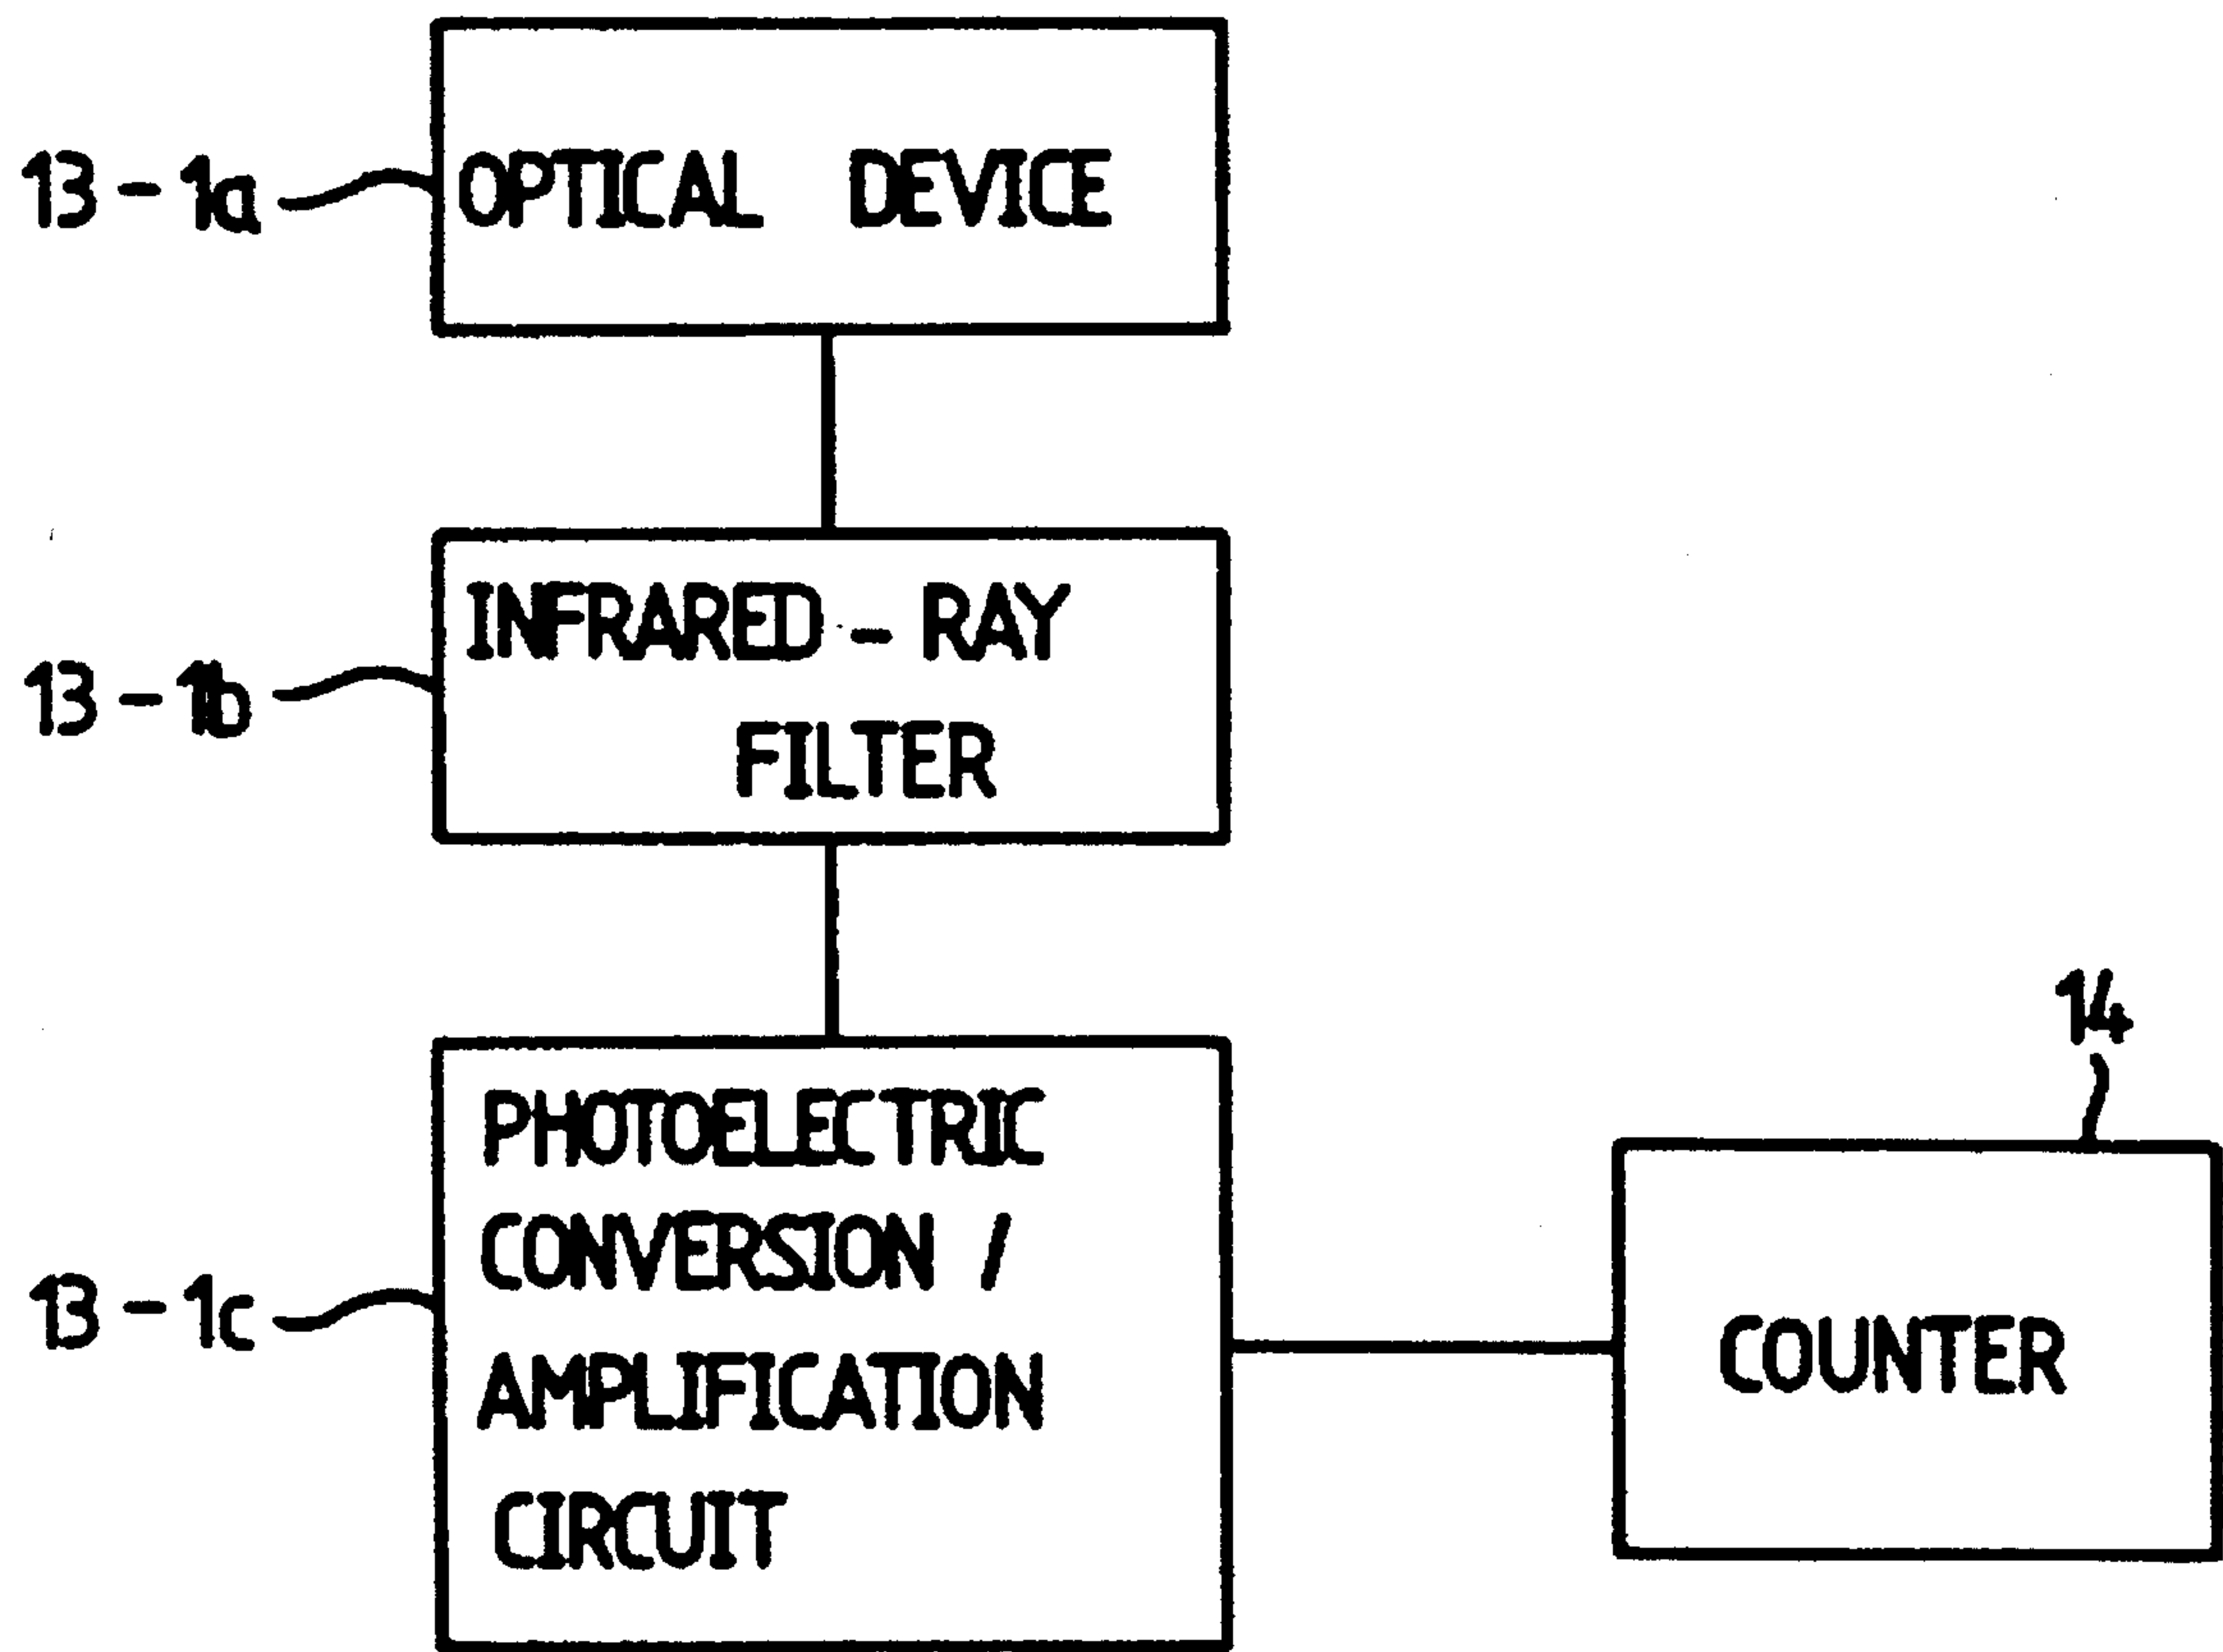 13-1a
OPTICAL DEVICE
13-1b
INFRARED-RAY
FILTER
13-1c
PHOTOELECTRIC
CONVERSION /
AMPLIFICATION
CIRCUIT
14
COUNTER